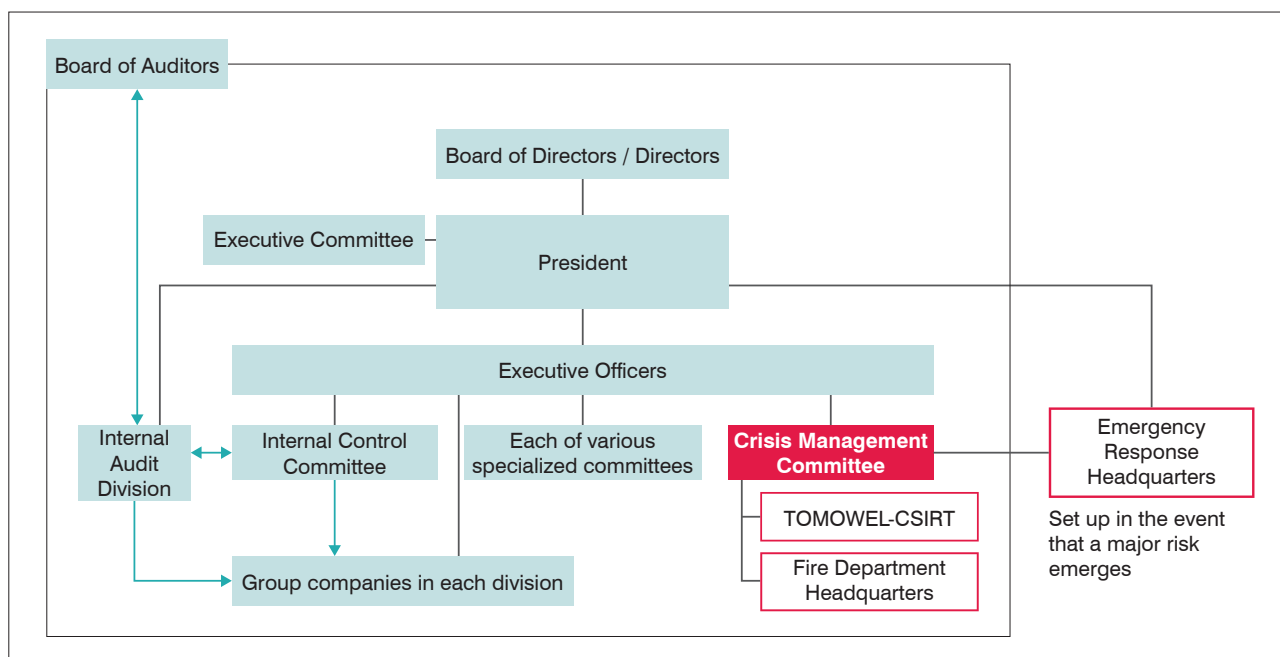 Board of Auditors
Board of Directors / Directors
Executive Committee
President
Executive Officers
Internal
Audit
Division
Internal Control
Committee
Each of various
specialized committees
Crisis Management
Committee
Emergency
Response
Headquarters
TOMOWEL-CSIRT
Set up in the event
that a major risk
emerges
Fire Department
Headquarters
Group companies in each division